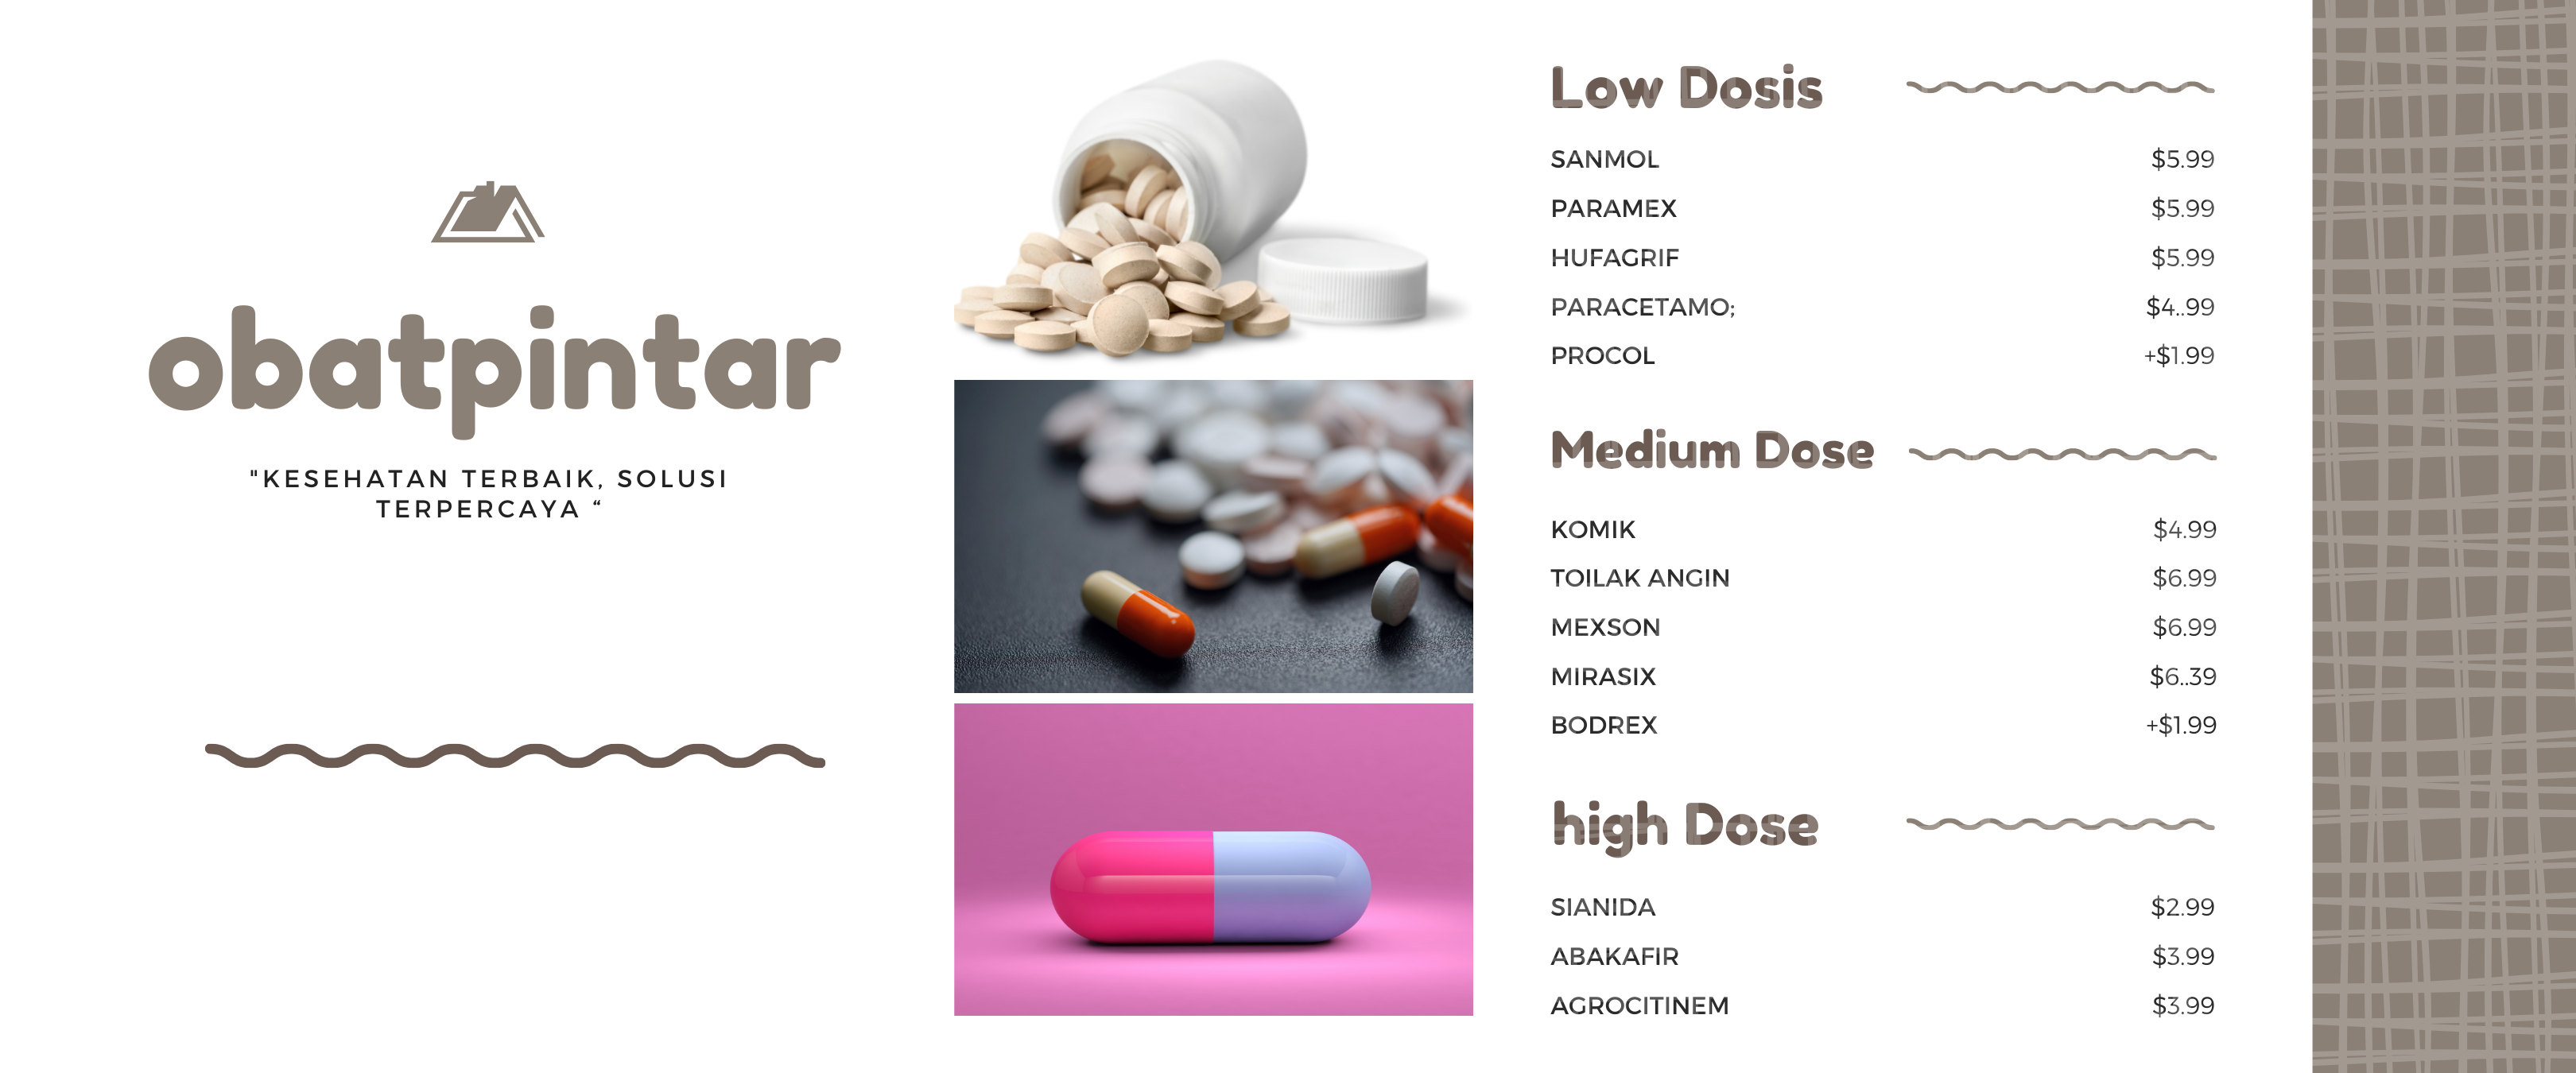 obatpintar
"KESEHATAN TERBAIK, SOLUSI
TERPERCAYA “
Low Dosis
SANMOL $5.99
PARAMEX $5.99
HUFAGRIF $5.99
PARACETAMO; $4..99
PROCOL +$1.99
Medium Dose
KOMIK $4.99
TOILAK ANGIN $6.99
MEXSON $6.99
MIRASIX $6..39
BODREX +$1.99
high Dose
SIANIDA $2.99
ABAKAFIR $3.99
AGROCITINEM $3.99